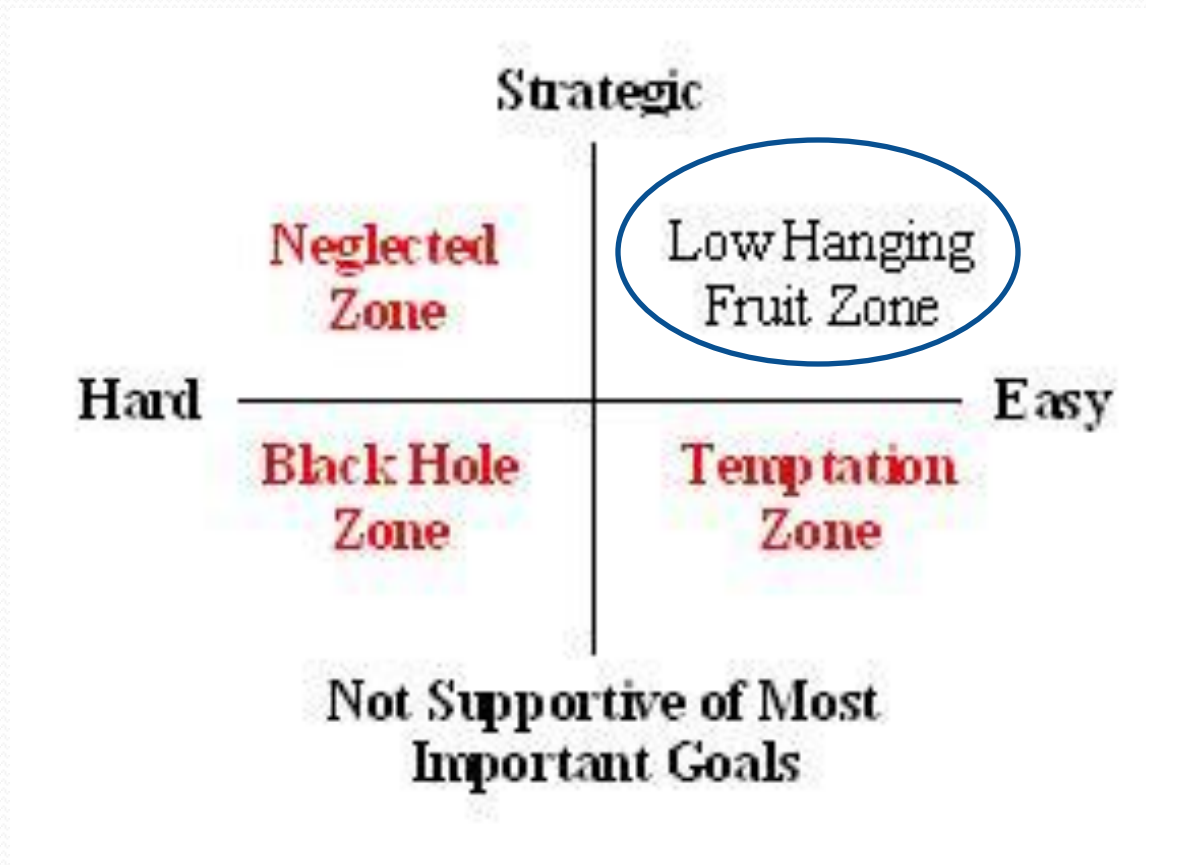 Strategic
Neglected
Zone
Low Hanging
Fruit Zone
Hard
Easy
Black Hole
Zone
Temptation
Zone
Not Supportive of Most
Important Goals